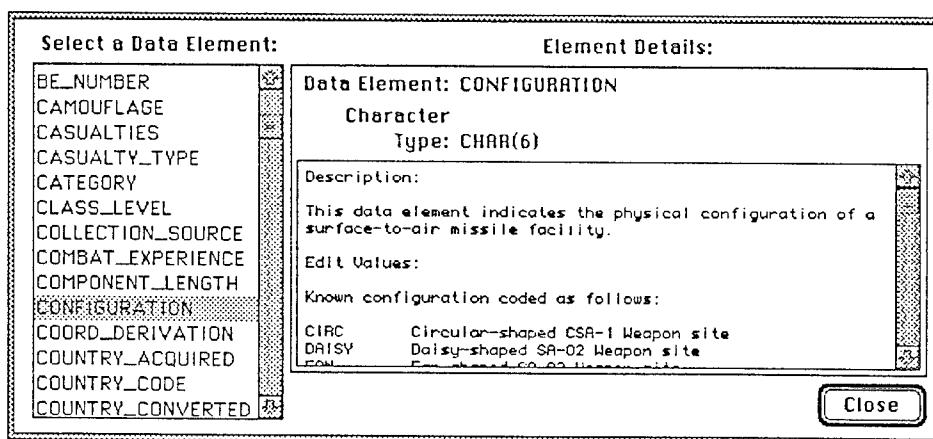 Select a Data Element:
BE_NUMBER
CAMOUFLAGE
CASUALTIES
CASUALTY_TYPE
CATEGORY
CLASS_LEVEL
COLLECTION_SOURCE
COMBAT_EXPERIENCE
COMPONENT_LENGTH
CONFIGURATION
COORD_DERIVATION
COUNTRY_ACQUIRED
COUNTRY_CODE
COUNTRY_CONVERTED
Element Details:
Data Element: CONFIGURATION
Character
Type: CHAR(6)
Description:
This data element indicates the physical configuration of a
surface-to-air missile facility.
Edit Values:
Known configuration coded as follows:
CIRC Circular-shaped CSA-1 Weapon site
DAISY Daisy-shaped SA-02 Weapon site
Close